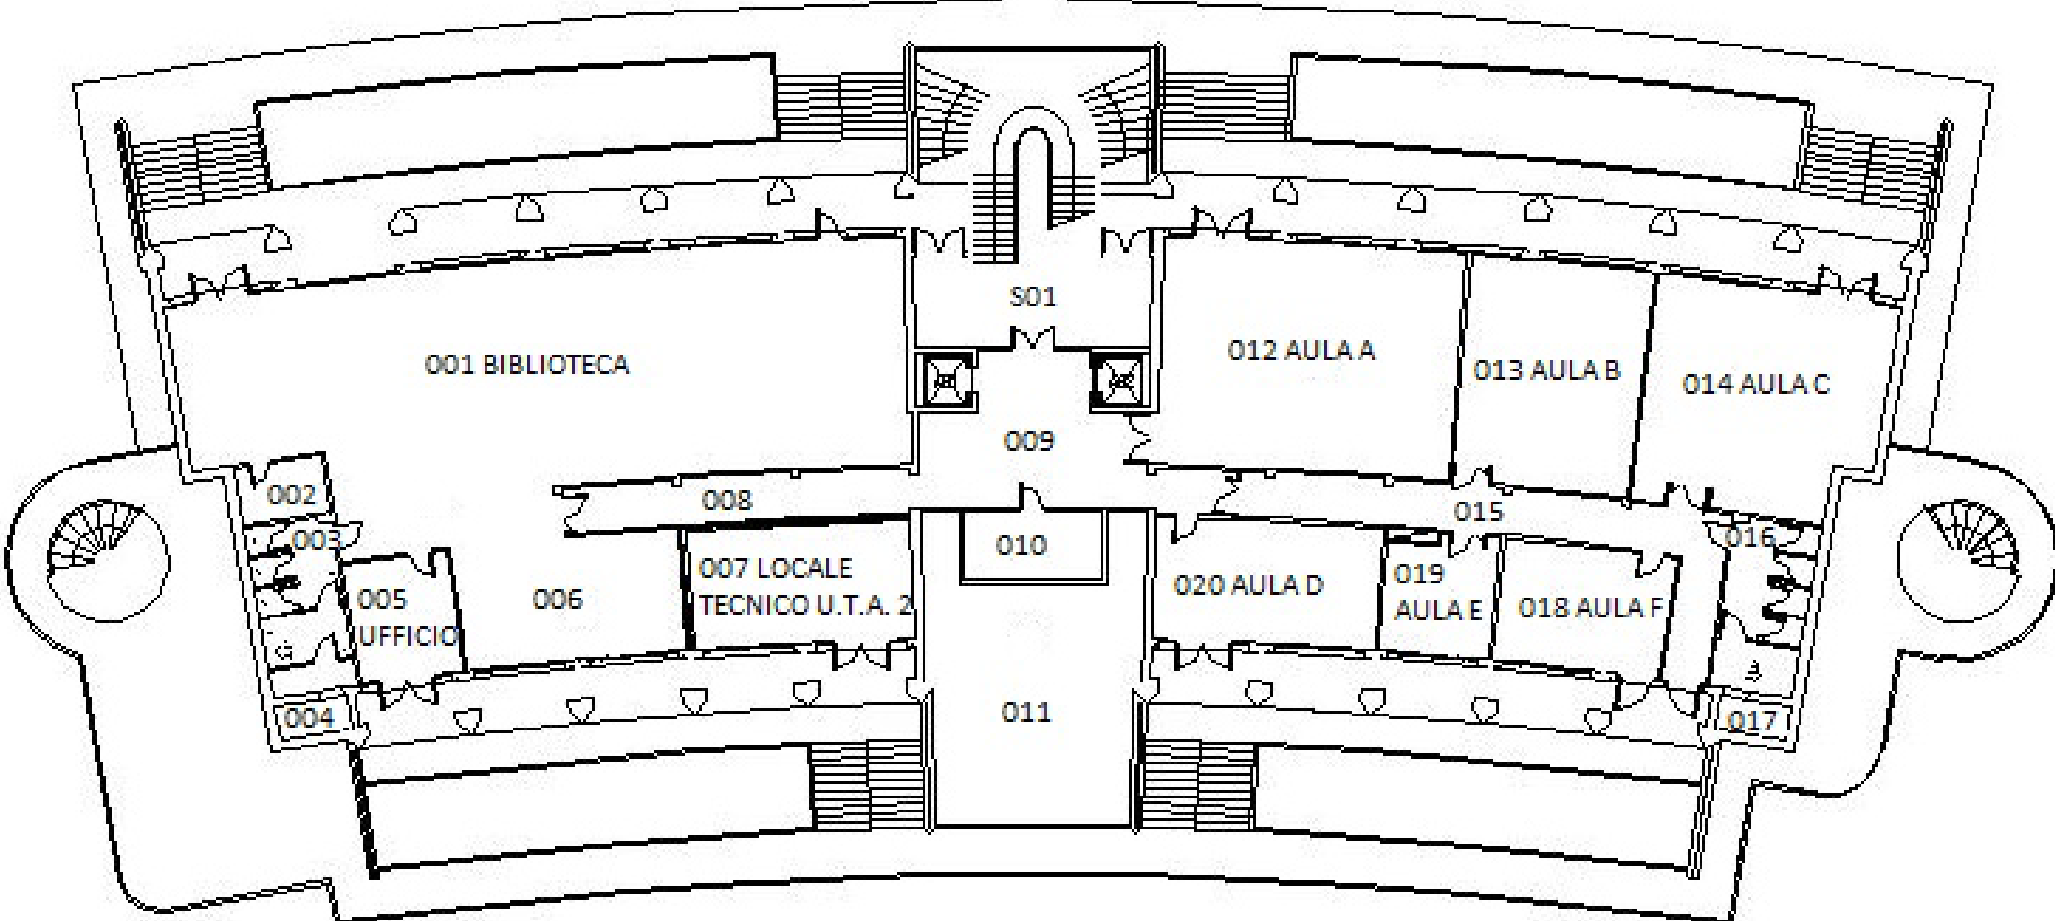 S01
001 BIBLIOTECA
012 AULA A
013 AULA B
014 AULA C
009
002
008
015
003
010
016
007 LOCALE
TECNICO U.T.A. 2
005
UFFICIO
006
020 AULA D
019
AULA E
018 AULA F
004
011
017